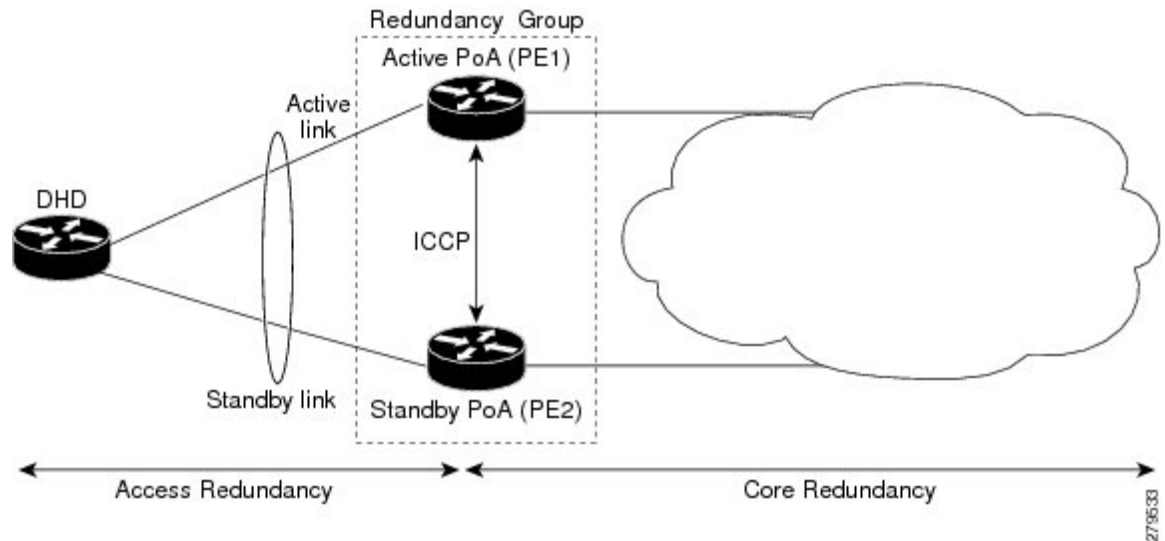 Redundancy Group
Active PoA (PE1)
Active
link
DHD
ICCP
Standby link
Standby PoA (PE2)
Access Redundancy
Core Redundancy
279533